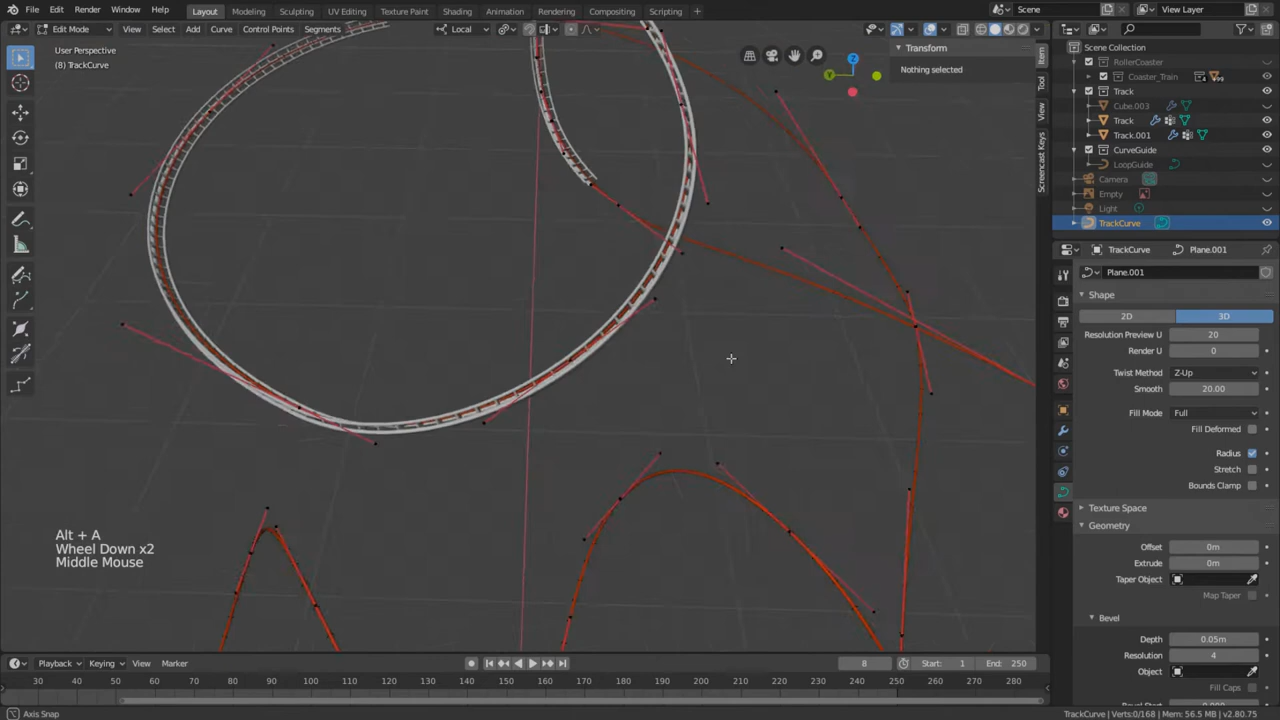 File Edit Render Window Help Layout Modeling Sculpting UV Editing Texture Paint Shading Animation Rendering Compositing Scripting Scene View Layer
Edit Mode View Select Add Curve Control Points Segments Local
User Perspective
(8) TrackCurve
Transform
Nothing selected
Item
Tool
View
Screencast Keys
Z
Y
Scene Collection
RollerCoaster
Coaster_Train
Track
Cube.003
Track
Track.001
CurveGuide
LoopGuide
Camera
Empty
Light
TrackCurve
TrackCurve Plane.001
Plane.001
Shape
2D 3D
Resolution Preview U 20
Render U 0
Twist Method Z-Up
Smooth 20.00
Fill Mode Full
Fill Deformed
Radius
Stretch
Bounds Clamp
Texture Space
Geometry
Offset 0m
Extrude 0m
Taper Object
Map Taper
Bevel
Depth 0.05m
Resolution 4
Object
Fill Caps
Alt + A
Wheel Down x2
Middle Mouse
Playback Keying View Marker 8 Start: 1 End: 250
30 40 50 60 70 80 90 100 110 120 130 140 150 160 170 180 190 200 210 220 230 240 250 260 270 280
Axis Snap
TrackCurve | Verts:0/168 | Mem: 56.5 MB | v2.80.75